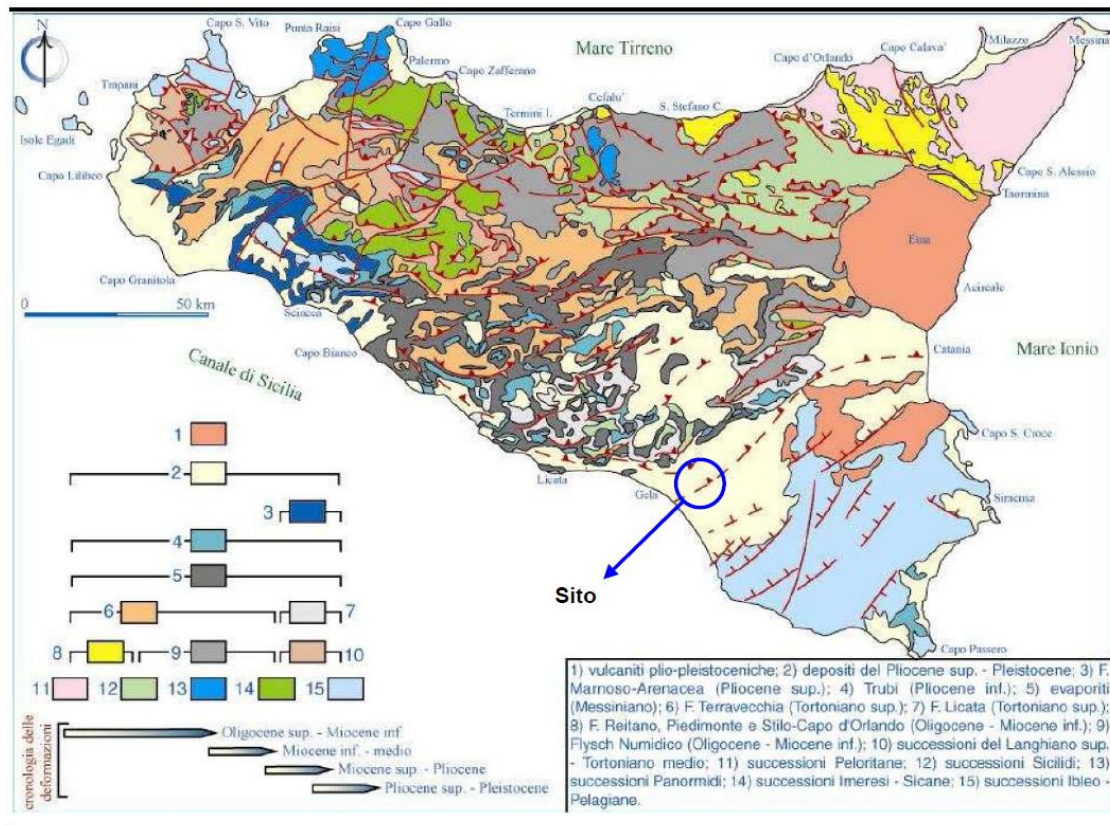 N
Capo S. Vito
Punta Raisi
Capo Gallo
Mare Tirreno
Palermo
Capo Zafferano
Trapani
Termini I.
Cefalu'
S. Stefano C.
Capo d'Orlando
Capo Calava'
Milazzo
Messina
Isole Egadi
Capo Lilibeo
Capo S. Alessio
Taormina
Etna
Capo Granitola
0 50 km
Sciacca
Acireale
Capo Bianco
Catania
Mare Ionio
Canale di Sicilia
Capo S. Croce
Licata
Gela
Siracusa
Sito
Capo Passero
1
2
3
4
5
6 7
8 9 10
11 12 13 14 15
cronologia delle
deformazioni
Oligocene sup. - Miocene inf.
Miocene inf. - medio
Miocene sup. - Pliocene
Pliocene sup. - Pleistocene
1) vulcaniti plio-pleistoceniche; 2) depositi del Pliocene sup. - Pleistocene; 3) F.
Marnoso-Arenacea (Pliocene sup.); 4) Trubi (Pliocene inf.); 5) evaporiti
(Messiniano); 6) F. Terravecchia (Tortoniano sup.); 7) F. Licata (Tortoniano sup.);
8) F. Reitano, Piedimonte e Stilo-Capo d'Orlando (Oligocene - Miocene inf.); 9)
Flysch Numidico (Oligocene - Miocene inf.); 10) successioni del Langhiano sup.
- Tortoniano medio; 11) successioni Peloritane; 12) successioni Sicilidi; 13)
successioni Panormidi; 14) successioni Imeresi - Sicane; 15) successioni Ibleo -
Pelagiane.